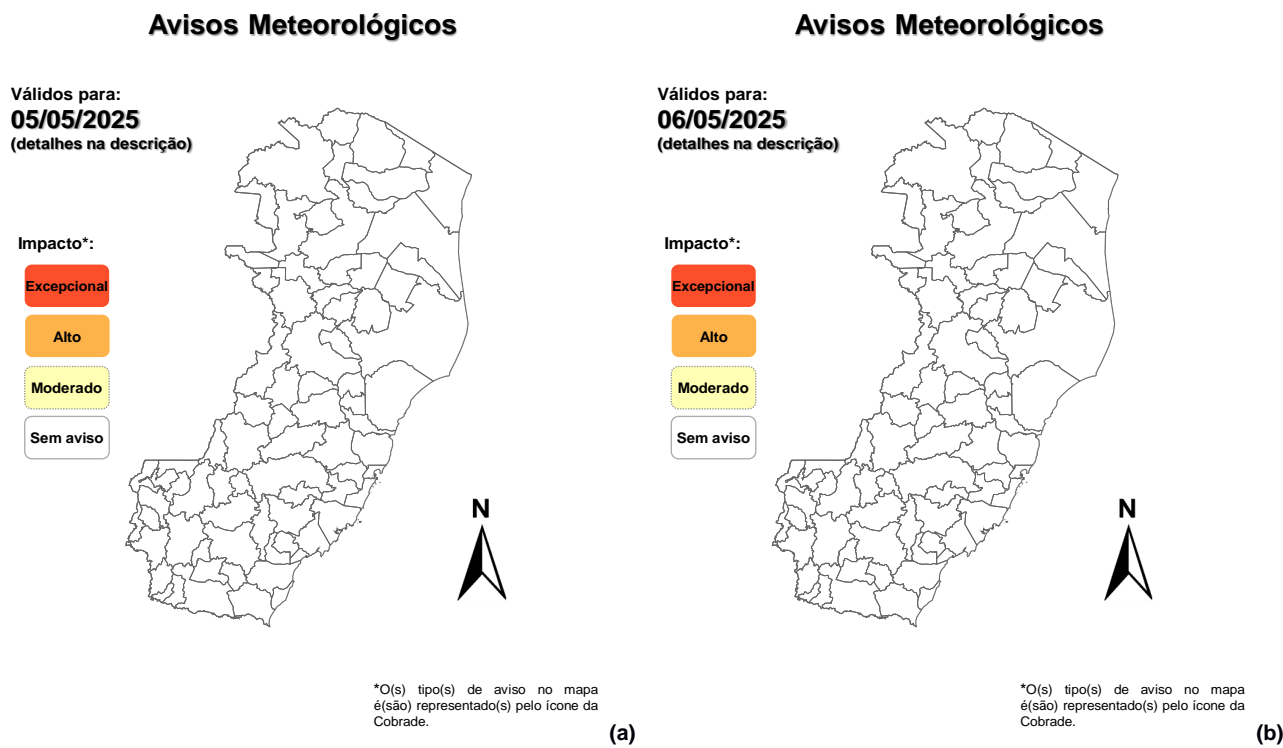 Avisos Meteorológicos
Válidos para:
05/05/2025
(detalhes na descrição)
Impacto*:
Excepcional
Alto
Moderado
Sem aviso
N
*O(s) tipo(s) de aviso no mapa
é(são) representado(s) pelo ícone da
Cobrade.
(a)
Avisos Meteorológicos
Válidos para:
06/05/2025
(detalhes na descrição)
Impacto*:
Excepcional
Alto
Moderado
Sem aviso
N
*O(s) tipo(s) de aviso no mapa
é(são) representado(s) pelo ícone da
Cobrade.
(b)